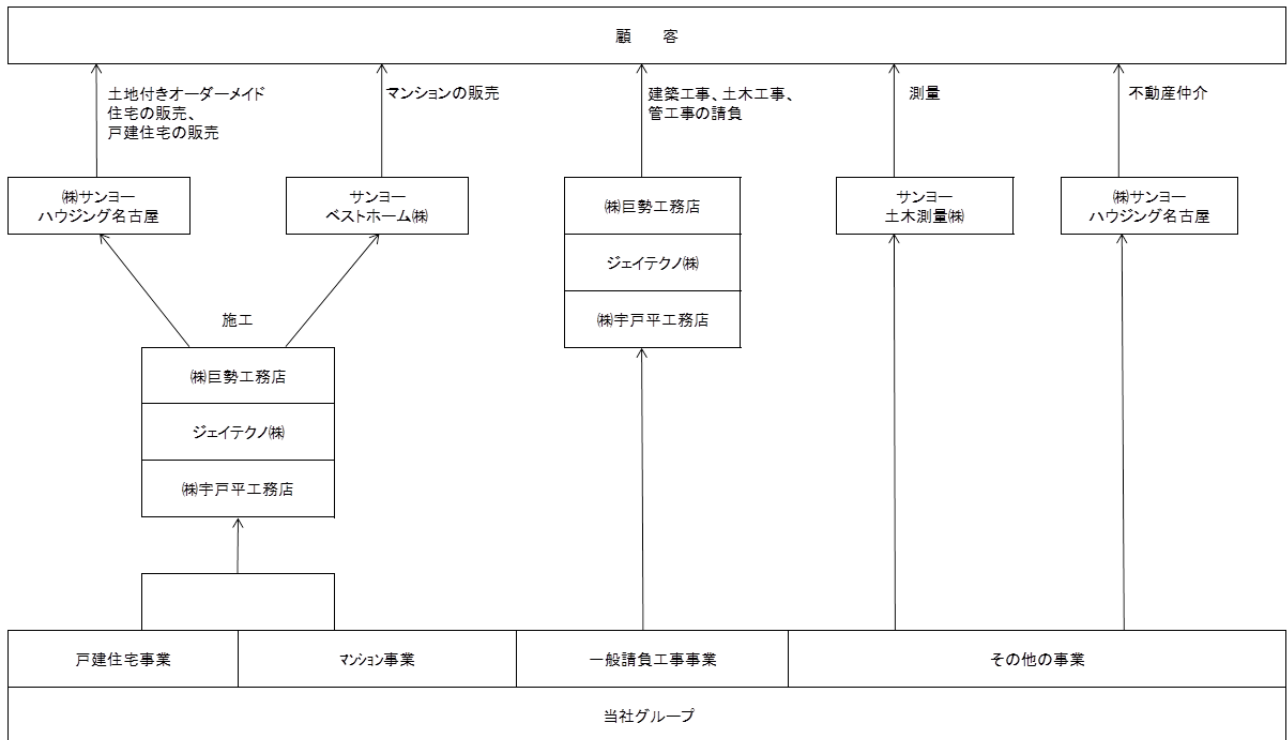 顧　　客
土地付きオーダーメイド
住宅の販売、
戸建住宅の販売
マンションの販売
建築工事、土木工事、
管工事の請負
測量
不動産仲介
㈱サンヨー
ハウジング名古屋
サンヨー
ベストホーム㈱
㈱巨勢工務店
ジェイテクノ㈱
㈱宇戸平工務店
サンヨー
土木測量㈱
㈱サンヨー
ハウジング名古屋
施工
㈱巨勢工務店
ジェイテクノ㈱
㈱宇戸平工務店
戸建住宅事業
マンション事業
一般請負工事事業
その他の事業
当社グループ